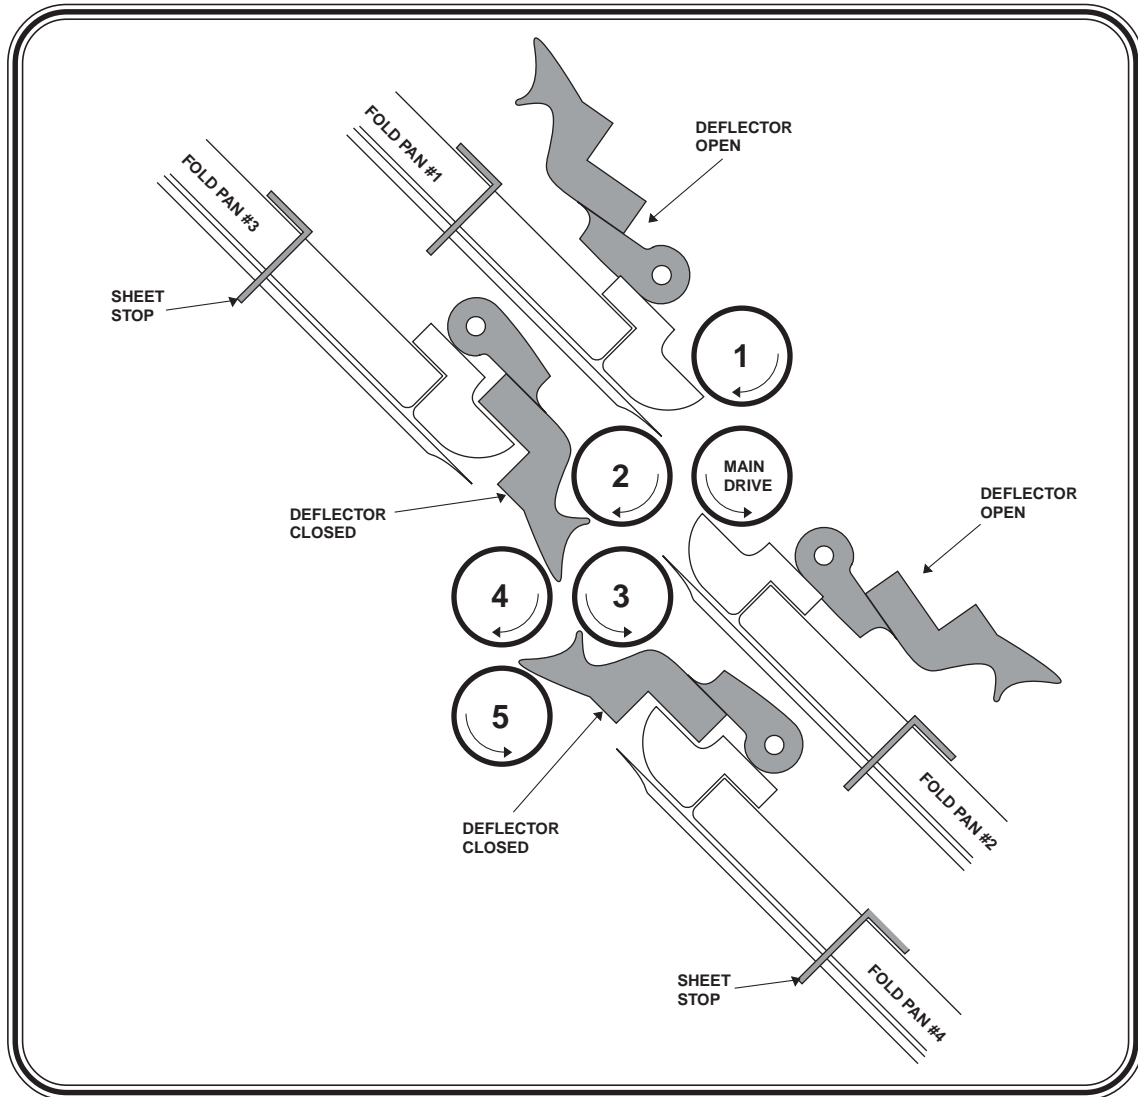 DEFLECTOR
OPEN
FOLD PAN #1
FOLD PAN #3
SHEET
STOP
1
2
MAIN
DRIVE
DEFLECTOR
OPEN
DEFLECTOR
CLOSED
4
3
5
DEFLECTOR
CLOSED
FOLD PAN #2
SHEET
STOP
FOLD PAN #4